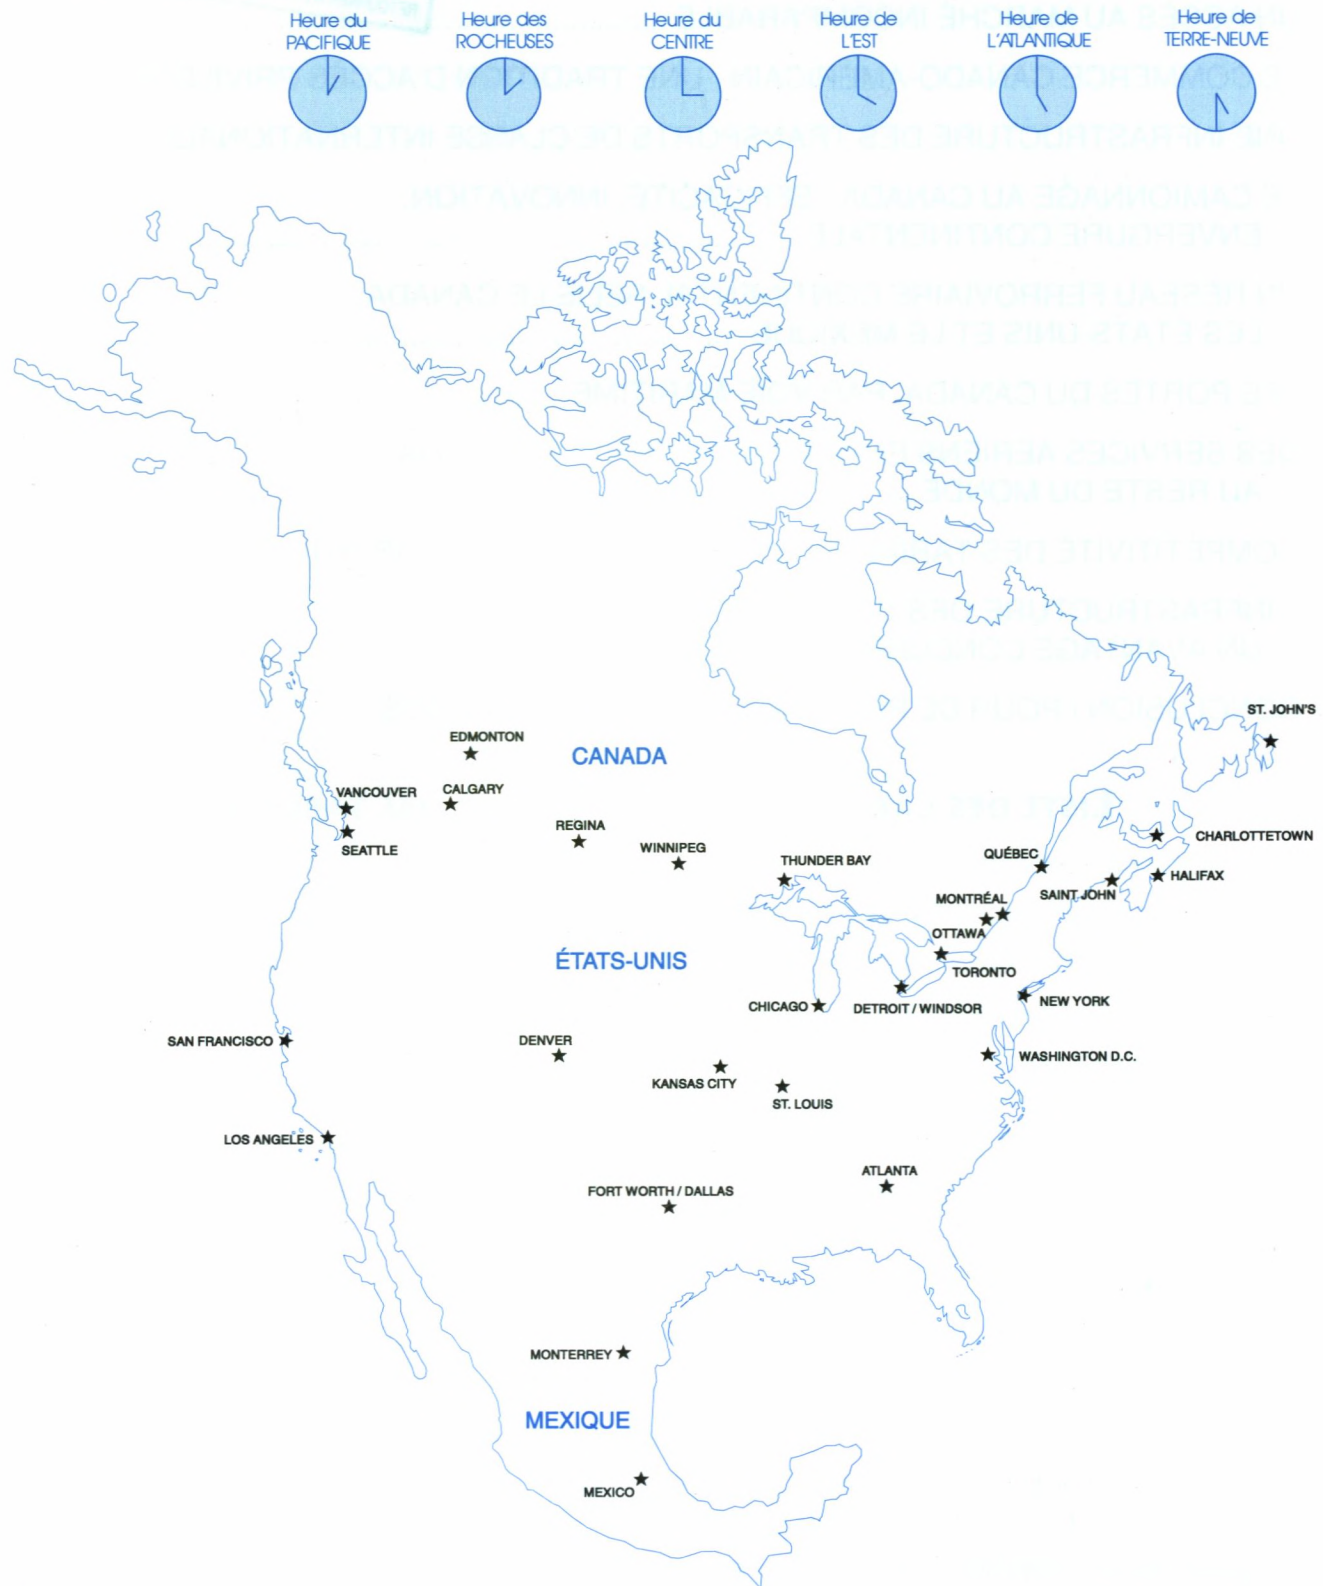 Heure du
PACIFIQUE
Heure des
ROCHEUSES
Heure du
CENTRE
Heure de
L'EST
Heure de
L'ATLANTIQUE
Heure de
TERRE-NEUVE
ST. JOHN'S
EDMONTON
CANADA
VANCOUVER
CALGARY
REGINA
SEATTLE
WINNIPEG
THUNDER BAY
QUÉBEC
CHARLOTTETOWN
HALIFAX
SAINT JOHN
MONTRÉAL
OTTAWA
ÉTATS-UNIS
TORONTO
NEW YORK
CHICAGO
DETROIT / WINDSOR
SAN FRANCISCO
DENVER
WASHINGTON D.C.
KANSAS CITY
ST. LOUIS
LOS ANGELES
ATLANTA
FORT WORTH / DALLAS
MONTERREY
MEXIQUE
MEXICO